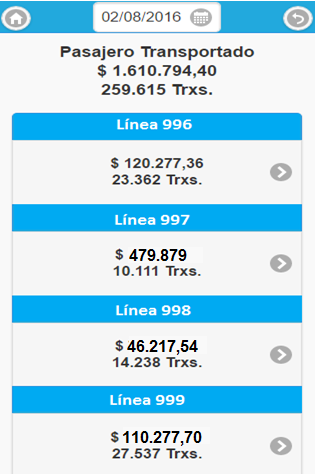 02/08/2016
Pasajero Transportado
$ 1.610.794,40
259.615 Trxs.
Línea 996
$ 120.277,36
23.362 Trxs.
Línea 997
$ 479.879
10.111 Trxs.
Línea 998
$ 46.217,54
14.238 Trxs.
Línea 999
$ 110.277,70
27.537 Trxs.